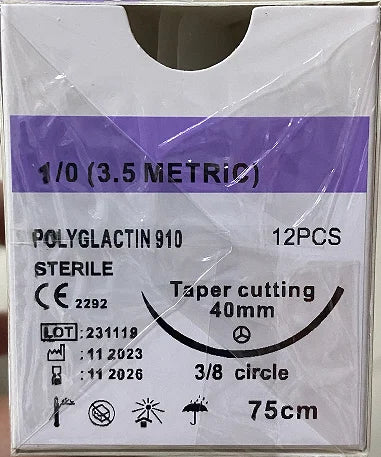 1/0 (3.5 METRIC)
POLYGLACTIN 910 12PCS
STERILE
CE 2292
Taper cutting
40mm
LOT : 231119
: 11 2023
: 11 2026
3/8 circle
75cm